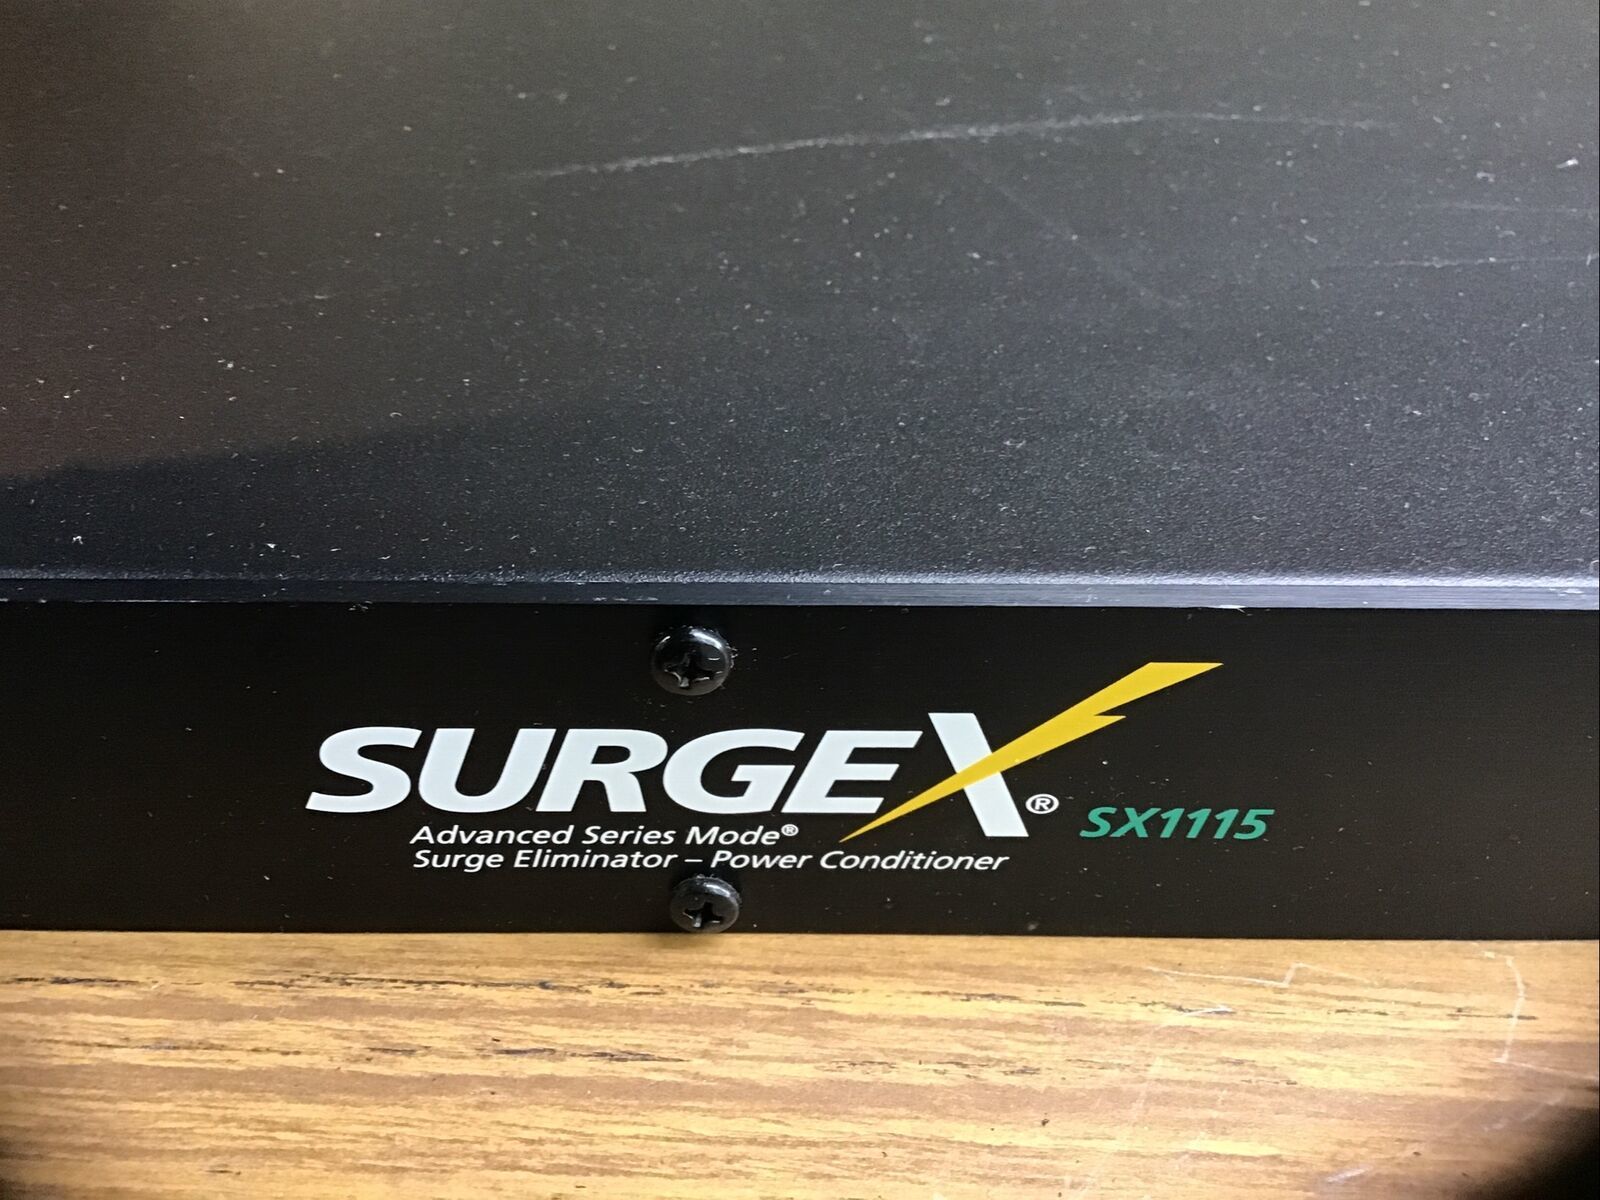 SURGEX® SX1115
Advanced Series Mode®
Surge Eliminator – Power Conditioner